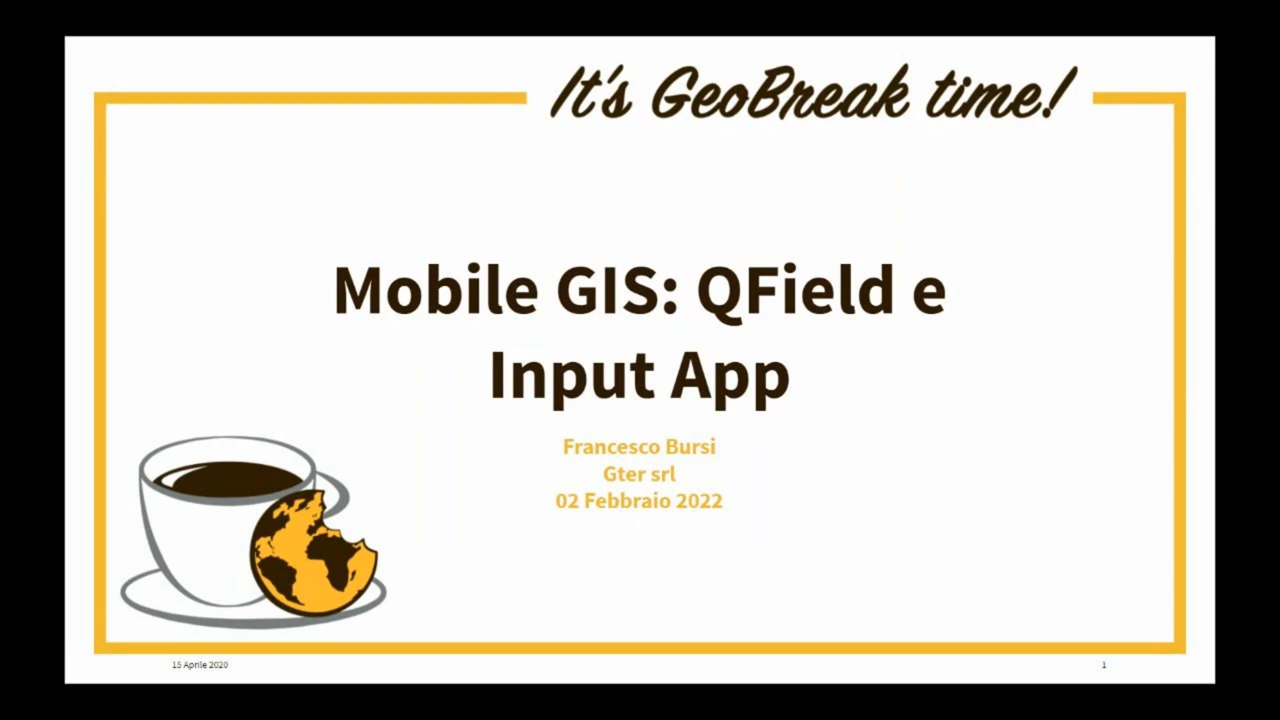 It's GeoBreak time!
Mobile GIS: QField e
Input App
Francesco Bursi
Gter srl
02 Febbraio 2022
15 Aprile 2020
1